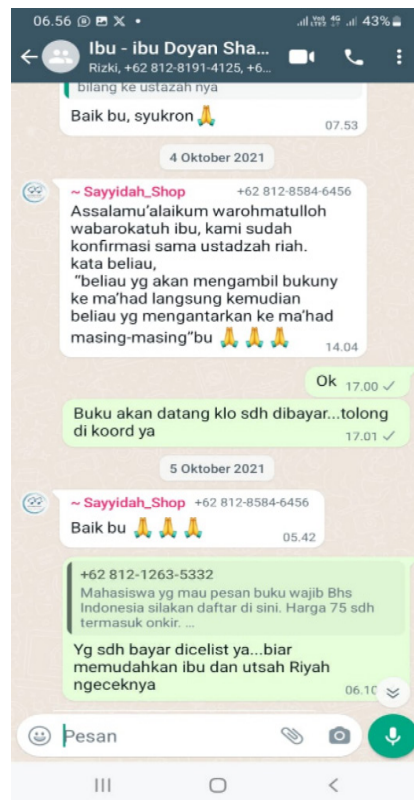 06.56
43%
Ibu - ibu Doyan Sha...
Rizki, +62 812-8191-4125, +6...
bilang ke ustazah nya
Baik bu, syukron
07.53
4 Oktober 2021
~ Sayyidah_Shop +62 812-8584-6456
Assalamu'alaikum warohmatulloh
wabarokatuh ibu, kami sudah
konfirmasi sama ustadzah riah.
kata beliau,
"beliau yg akan mengambil bukuny
ke ma'had langsung kemudian
beliau yg mengantarkan ke ma'had
masing-masing"bu
14.04
Ok 17.00
Buku akan datang klo sdh dibayar...tolong
di koord ya
17.01
5 Oktober 2021
~ Sayyidah_Shop +62 812-8584-6456
Baik bu
05.42
+62 812-1263-5332
Mahasiswa yg mau pesan buku wajib Bhs
Indonesia silakan daftar di sini. Harga 75 sdh
termasuk onkir. ...
Yg sdh bayar dicelist ya...biar
memudahkan ibu dan utsah Riyah
ngeceknya
06.10
Pesan